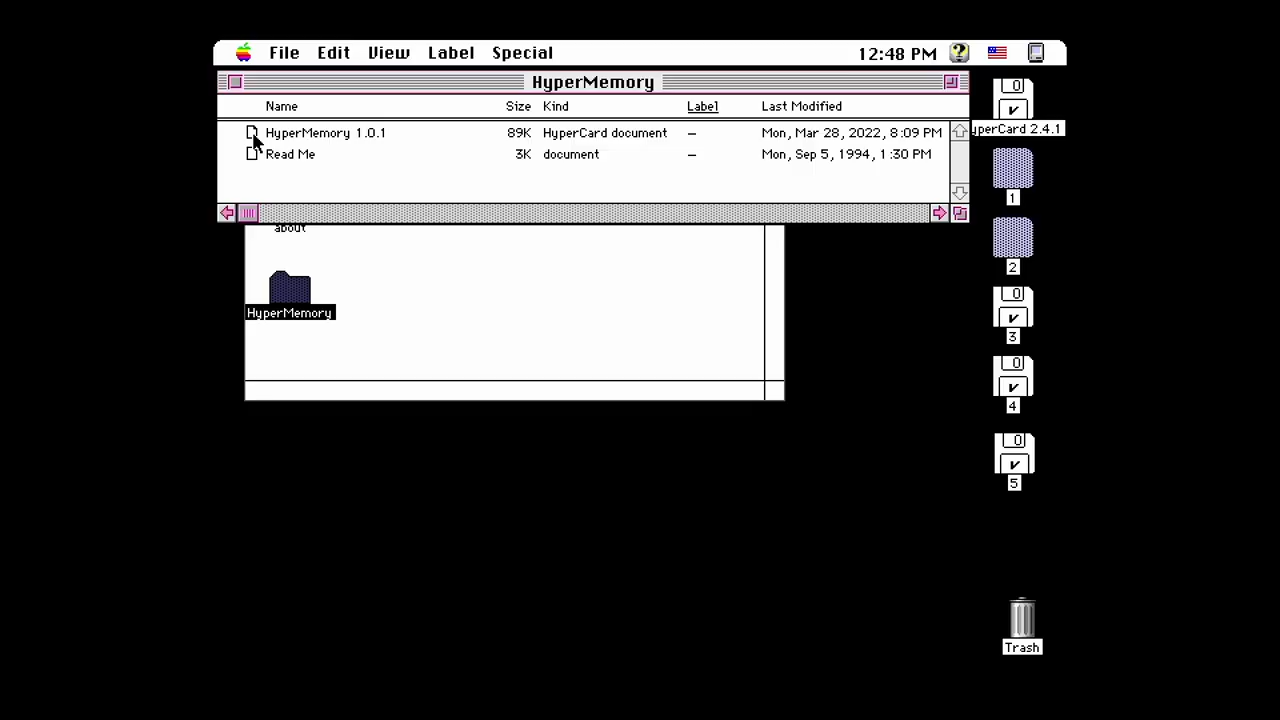 File Edit View Label Special 12:48 PM
HyperMemory
Name Size Kind Label Last Modified
HyperMemory 1.0.1 89K HyperCard document – Mon, Mar 28, 2022, 8:09 PM
Read Me 3K document – Mon, Sep 5, 1994, 1:30 PM
yperCard 2.4.1
1
about
2
HyperMemory
3
4
5
Trash